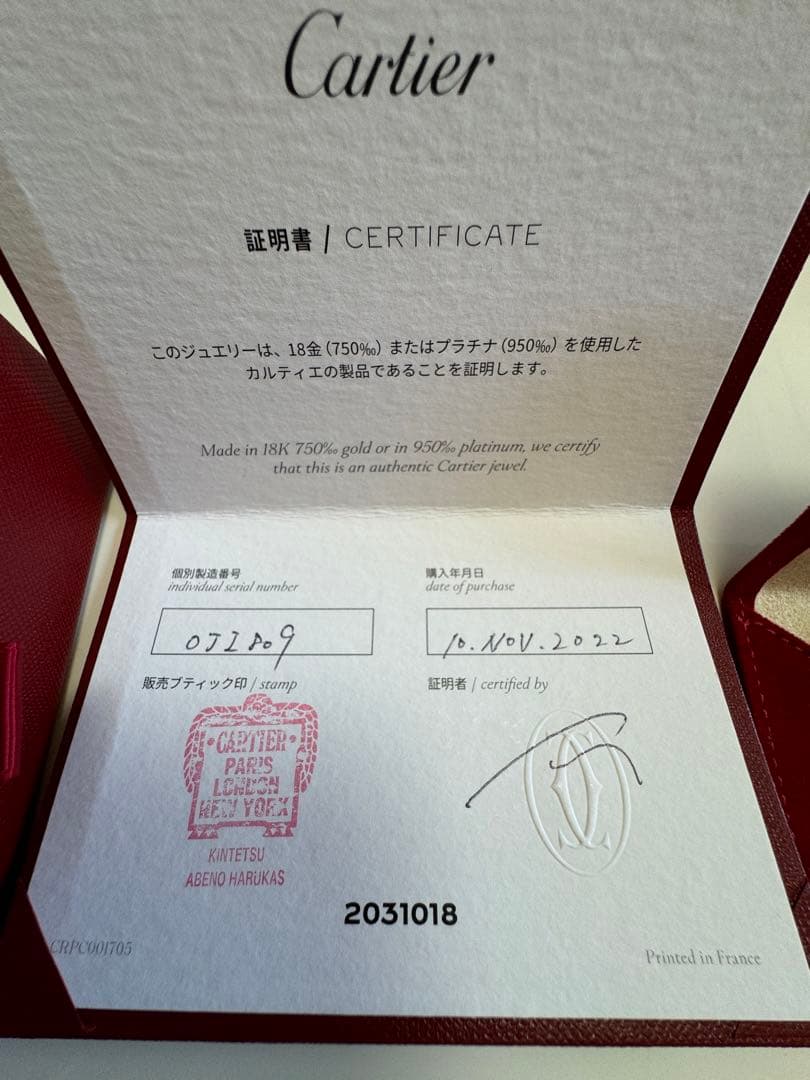 Cartier
証明書 / CERTIFICATE
このジュエリーは、18金（750‰）またはプラチナ（950‰）を使用した
カルティエの製品であることを証明します。
Made in 18K 750‰ gold or in 950‰ platinum, we certify
that this is an authentic Cartier jewel.
個別製造番号
individual serial number
購入年月日
date of purchase
10. NOV. 2022
販売ブティック印 / stamp
証明者 / certified by
CARTIER
PARIS
LONDON
NEW YORK
KINTETSU
ABENO HARUKAS
2031018
CRPC001705
Printed in France